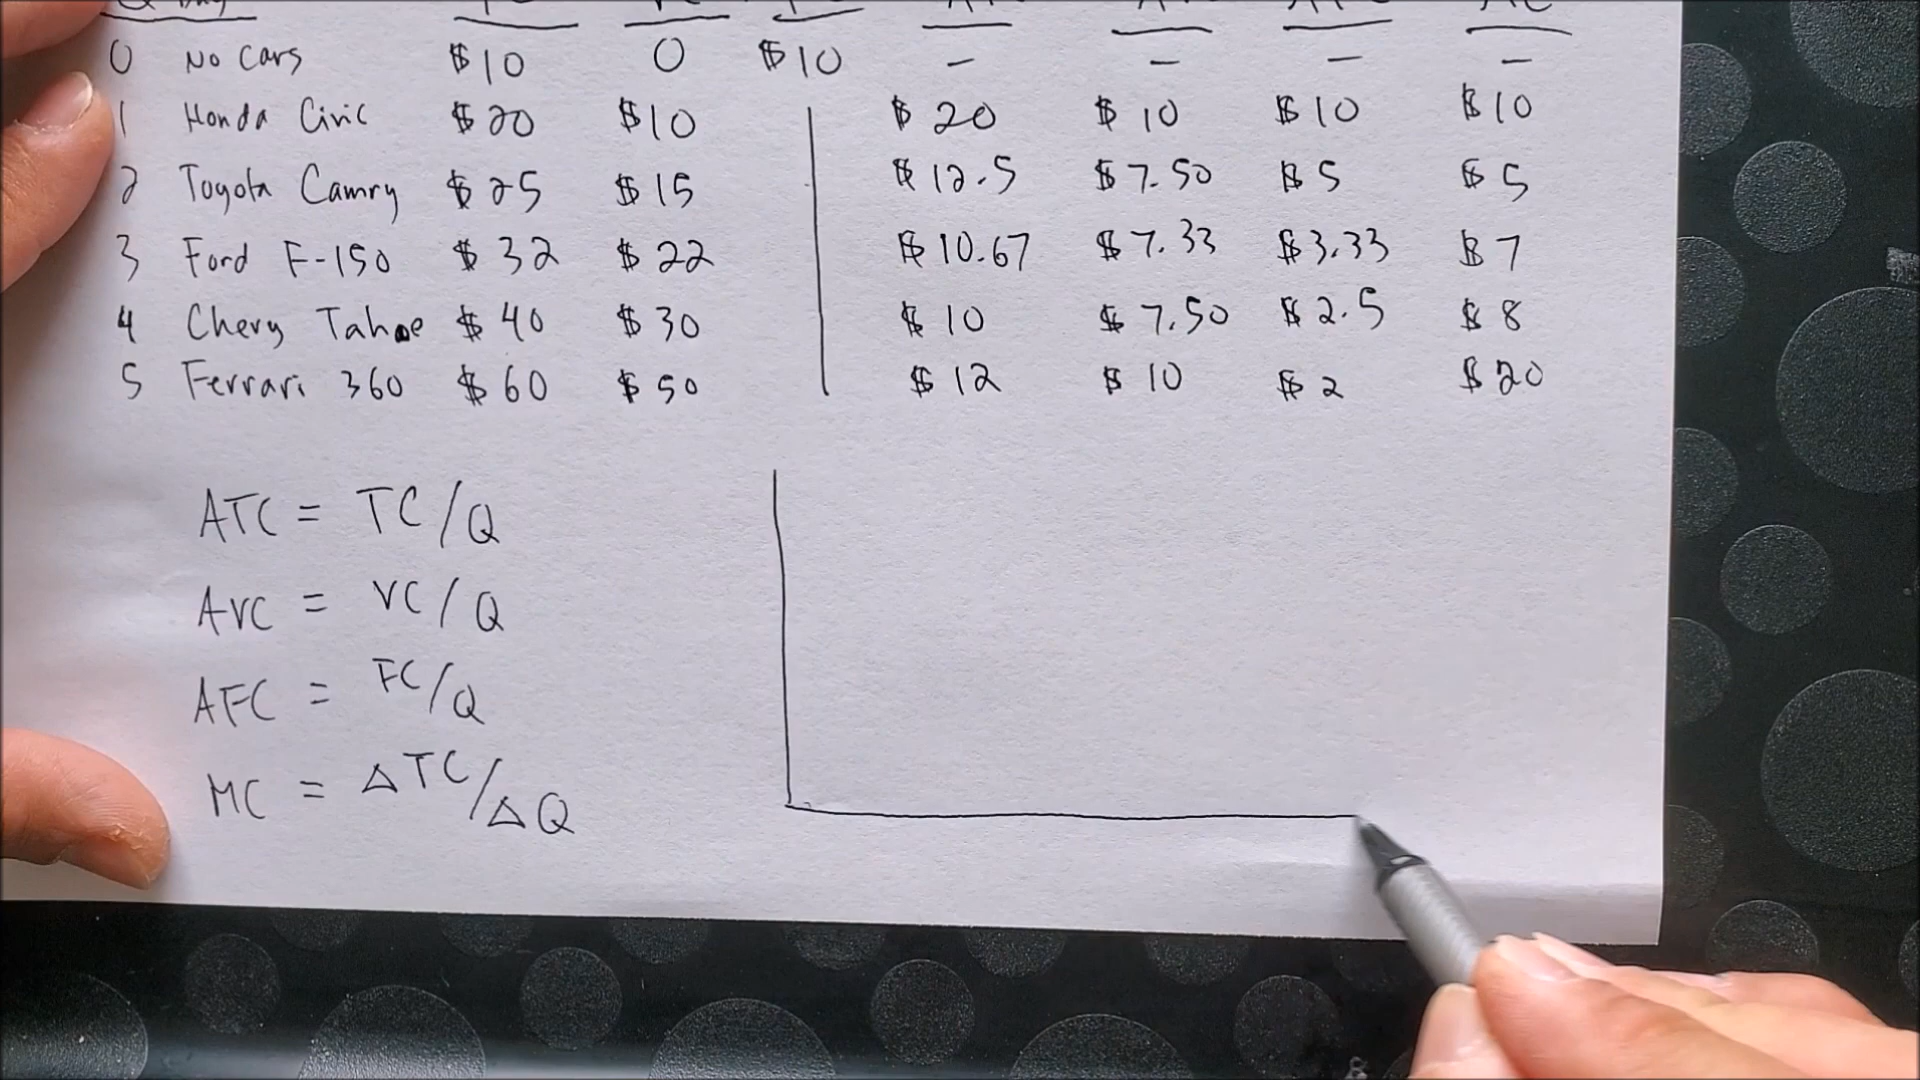 0 No Cars $10 0 $10 - - - -
1 Honda Civic $20 $10 $20 $10 $10 $10
2 Toyota Camry $25 $15 $12.5 $7.50 $5 $5
3 Ford F-150 $32 $22 $10.67 $7.33 $3.33 $7
4 Chevy Tahoe $40 $30 $10 $7.50 $2.5 $8
5 Ferrari 360 $60 $50 $12 $10 $2 $20
ATC = TC/Q
AVC = VC/Q
AFC = FC/Q
MC = ΔTC/ΔQ